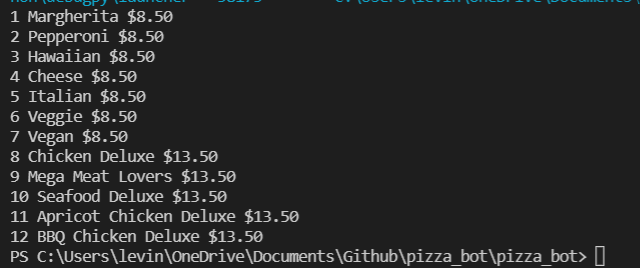 1 Margherita $8.50
2 Pepperoni $8.50
3 Hawaiian $8.50
4 Cheese $8.50
5 Italian $8.50
6 Veggie $8.50
7 Vegan $8.50
8 Chicken Deluxe $13.50
9 Mega Meat Lovers $13.50
10 Seafood Deluxe $13.50
11 Apricot Chicken Deluxe $13.50
12 BBQ Chicken Deluxe $13.50
PS C:\Users\levin\OneDrive\Documents\Github\pizza_bot\pizza_bot>